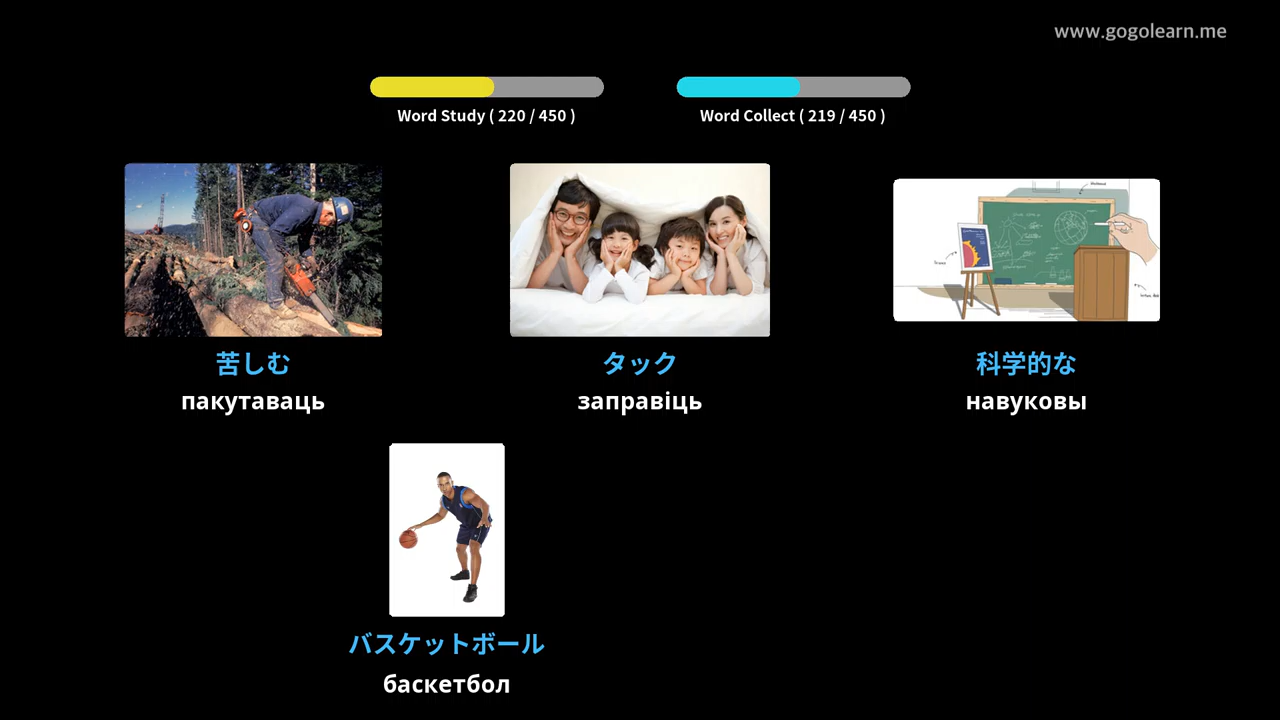 www.gogolearn.me
Word Study ( 220 / 450 )
Word Collect ( 219 / 450 )
苦しむ
пакутаваць
タック
заправіць
科学的な
навуковы
バスケットボール
баскетбол